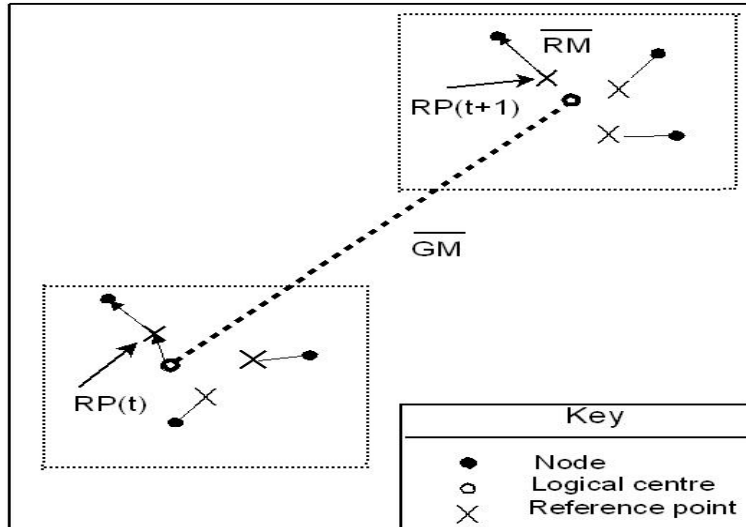 RM
RP(t+1)
GM
RP(t)
Key
Node
Logical centre
Reference point